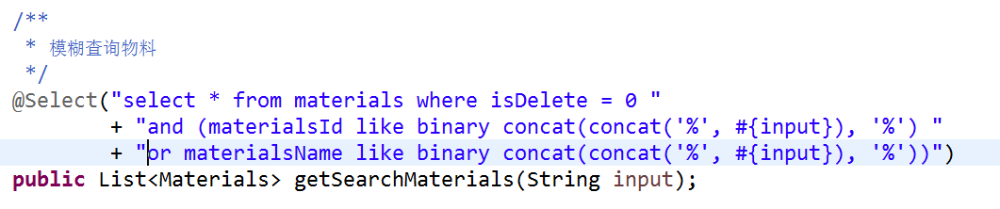 /**
 * 模糊查询物料
 */
@Select("select * from materials where isDelete = 0 "
        + "and (materialsId like binary concat(concat('%', #{input}), '%') "
        + "or materialsName like binary concat(concat('%', #{input}), '%'))")
public List<Materials> getSearchMaterials(String input);